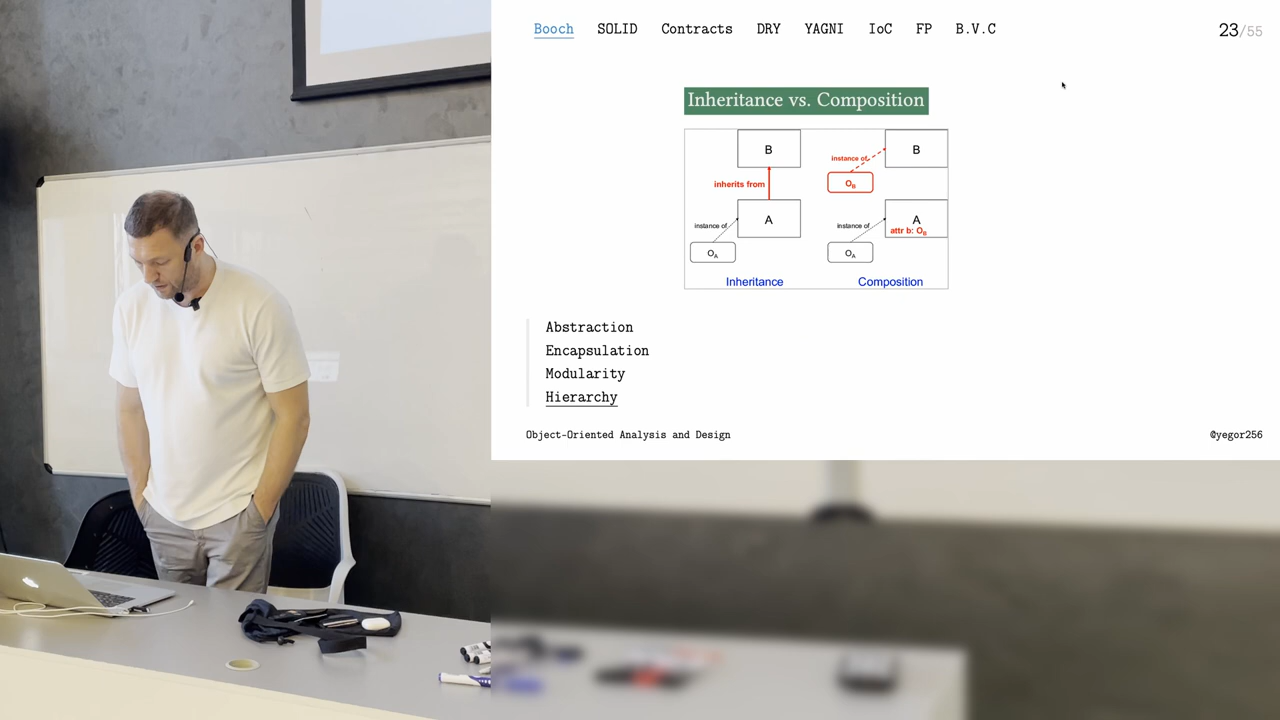 Booch SOLID Contracts DRY YAGNI IoC FP B.V.C 23/55
Inheritance vs. Composition
B B
instance of
inherits from OB
A A
instance of instance of attr b: OB
OA OA
Inheritance Composition
Abstraction
Encapsulation
Modularity
Hierarchy
Object-Oriented Analysis and Design @yegor256